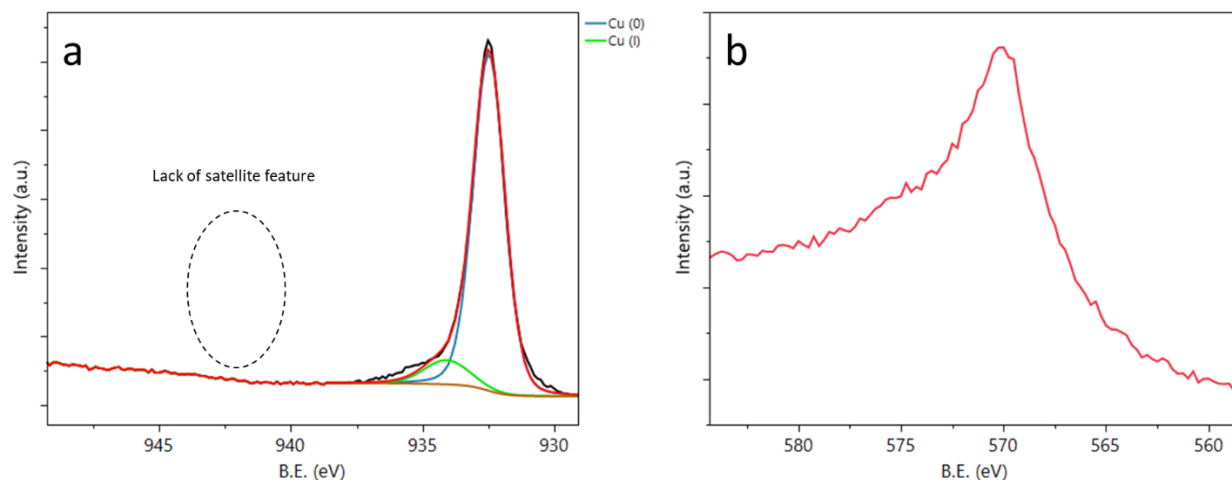 a
Cu (0)
Cu (I)
Lack of satellite feature
Intensity (a.u.)
945
940
935
930
B.E. (eV)
b
Intensity (a.u.)
580
575
570
565
560
B.E. (eV)